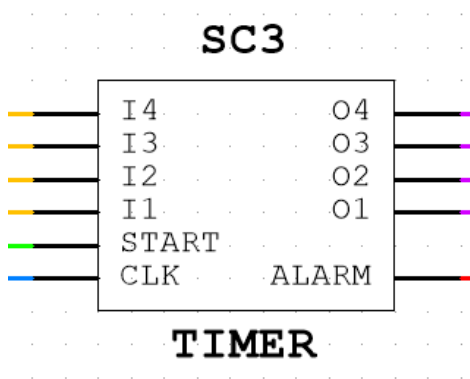 SC3
I4 O4
I3 O3
I2 O2
I1 O1
START
CLK ALARM
TIMER